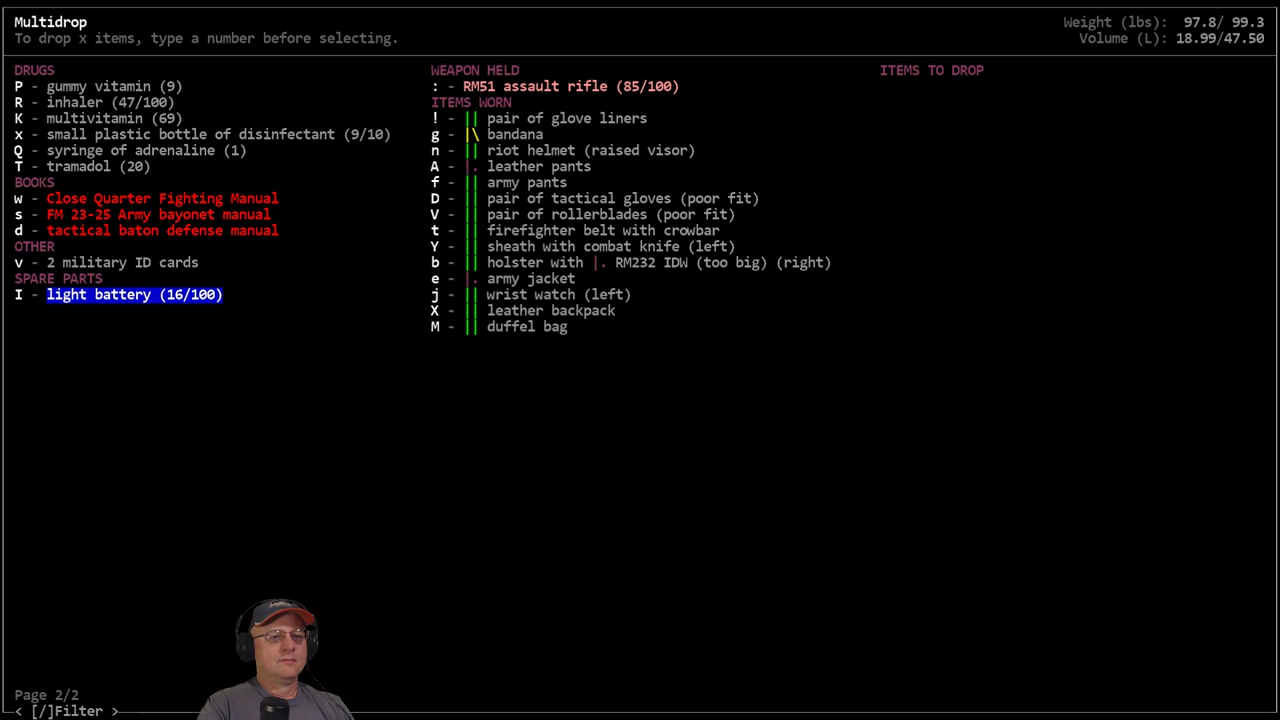 Multidrop
To drop x items, type a number before selecting.
Weight (lbs): 97.8/ 99.3
Volume (L): 18.99/47.50
DRUGS
P - gummy vitamin (9)
R - inhaler (47/100)
K - multivitamin (69)
x - small plastic bottle of disinfectant (9/10)
Q - syringe of adrenaline (1)
T - tramadol (20)
BOOKS
w - Close Quarter Fighting Manual
s - FM 23-25 Army bayonet manual
d - tactical baton defense manual
OTHER
v - 2 military ID cards
SPARE PARTS
I - light battery (16/100)
WEAPON HELD
: - RM51 assault rifle (85/100)
ITEMS WORN
! - || pair of glove liners
g - |\ bandana
n - || riot helmet (raised visor)
A - |. leather pants
f - || army pants
D - || pair of tactical gloves (poor fit)
V - || pair of rollerblades (poor fit)
t - || firefighter belt with crowbar
Y - || sheath with combat knife (left)
b - || holster with |. RM232 IDW (too big) (right)
e - |. army jacket
j - || wrist watch (left)
X - || leather backpack
M - || duffel bag
ITEMS TO DROP
Page 2/2
< [/]Filter >